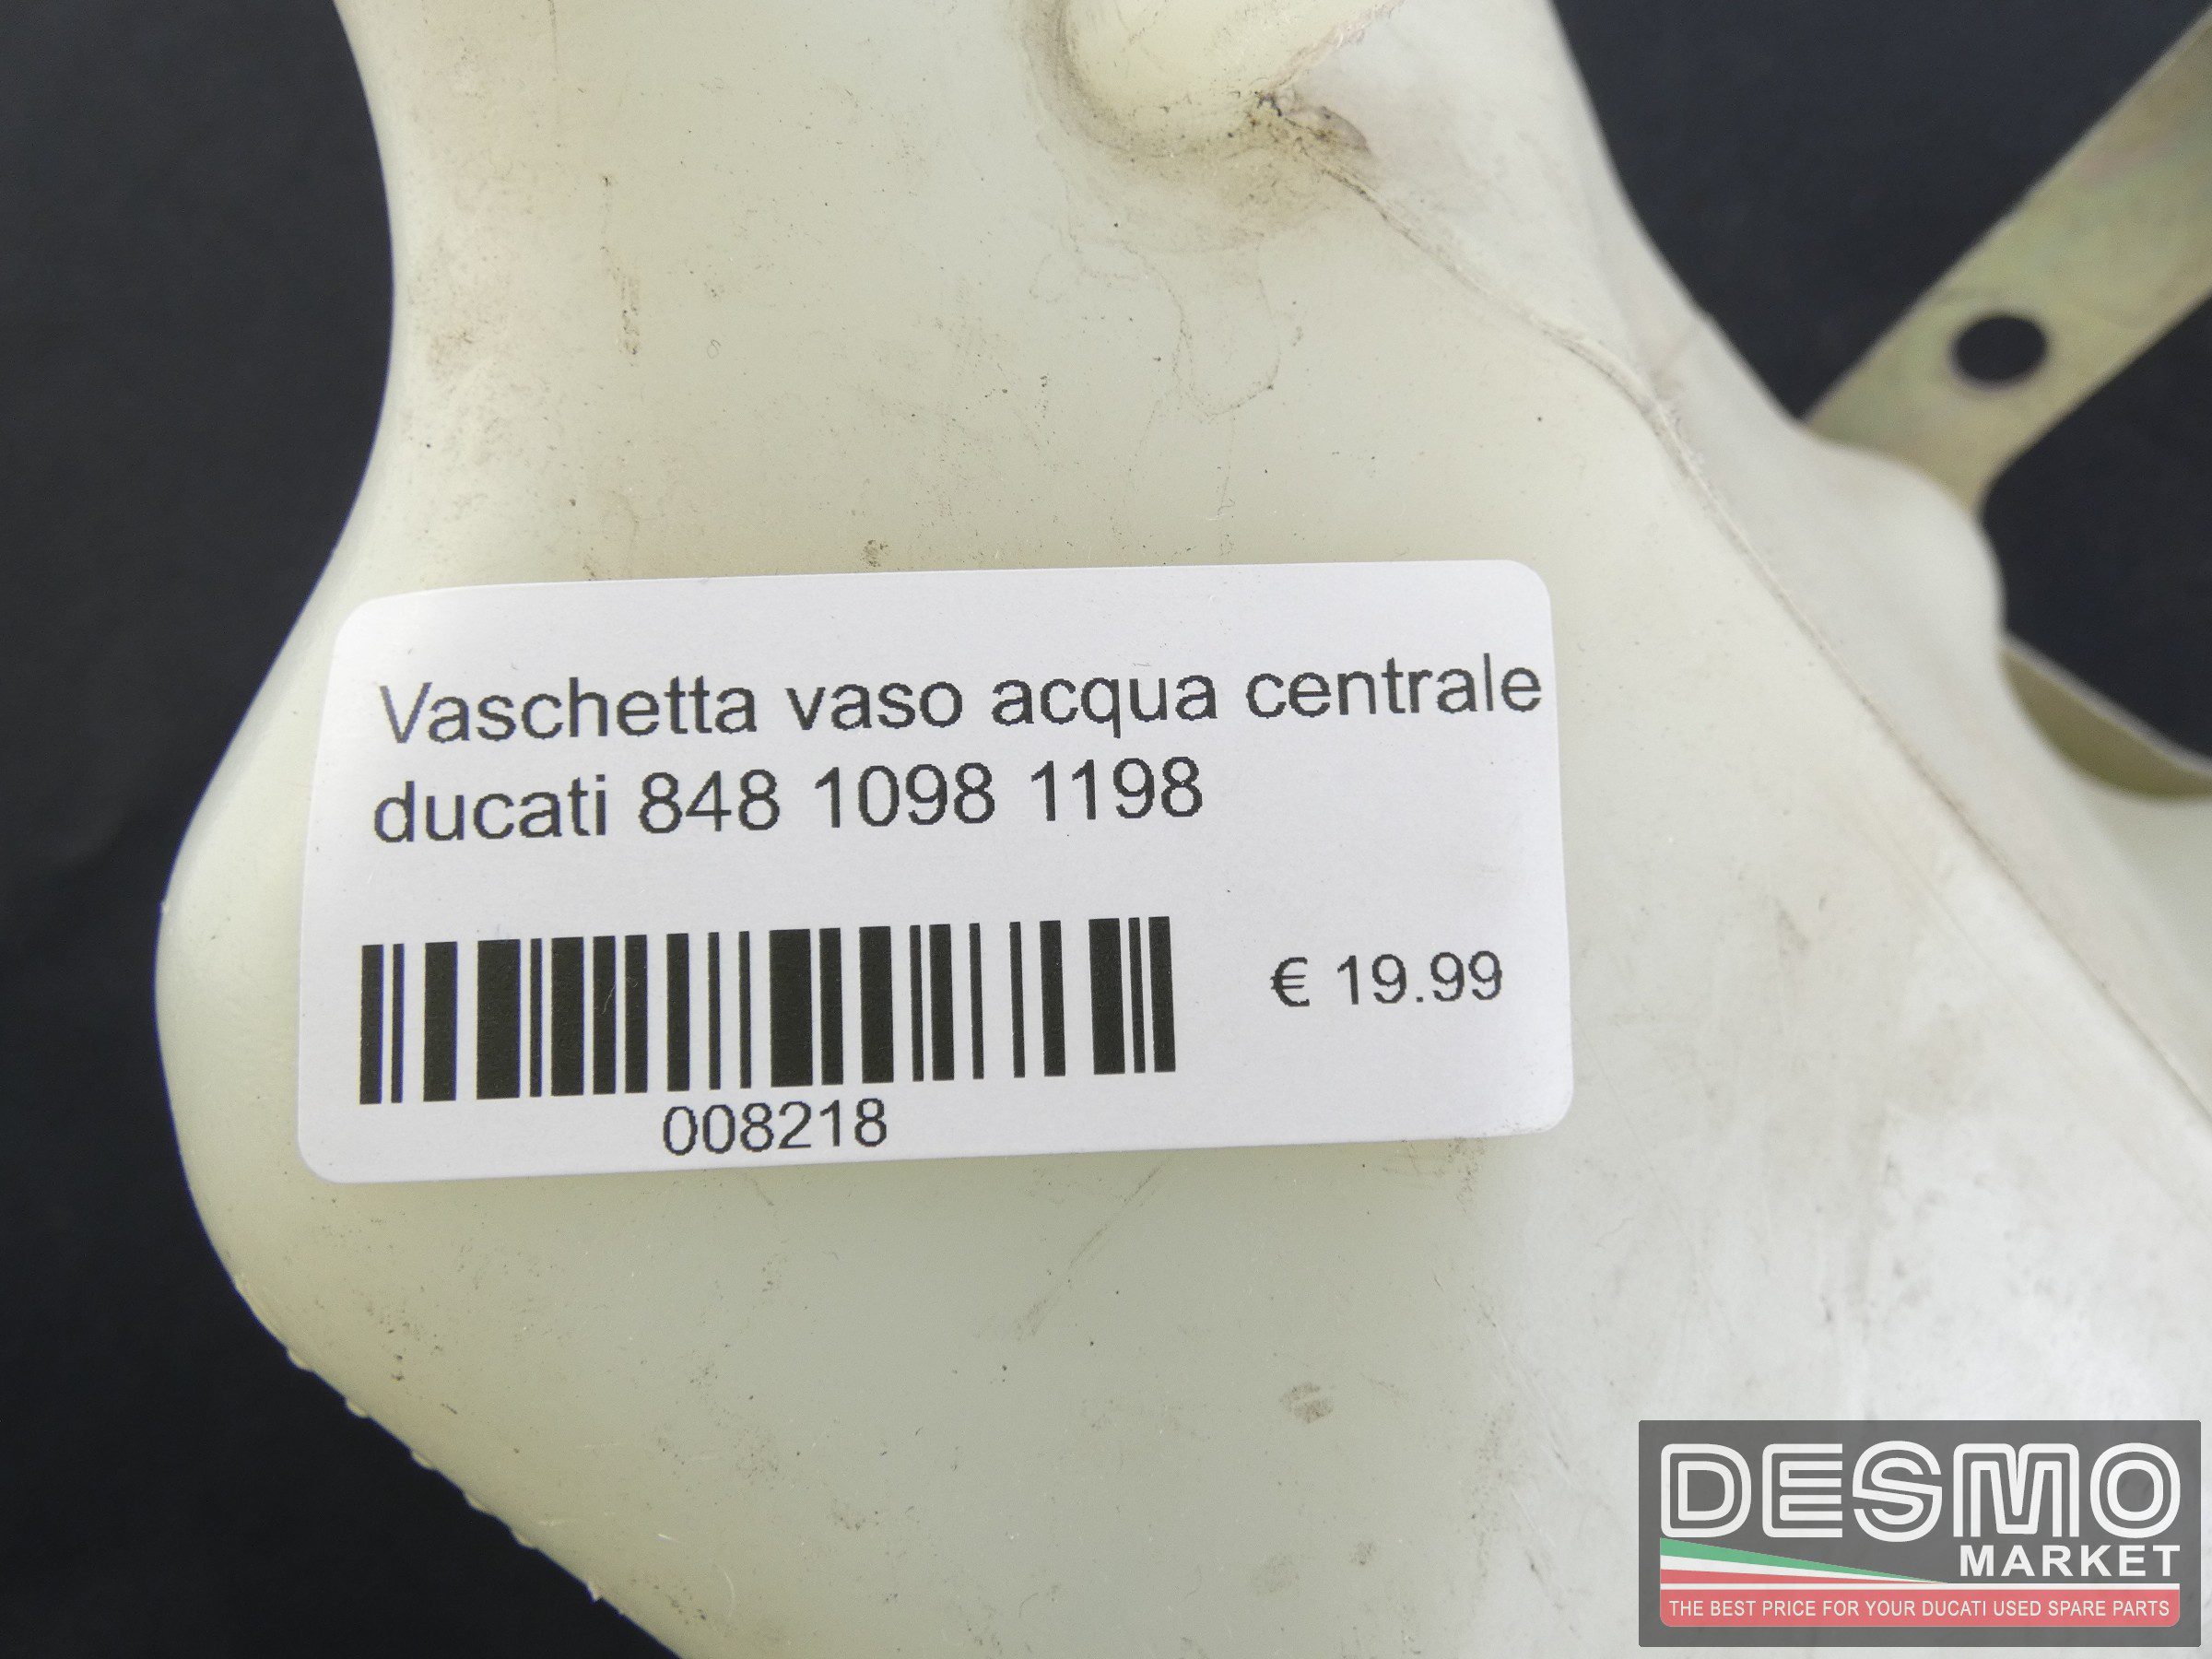 Vaschetta vaso acqua centrale
ducati 848 1098 1198
€ 19.99
008218
DESMO
MARKET
THE BEST PRICE FOR YOUR DUCATI USED SPARE PARTS